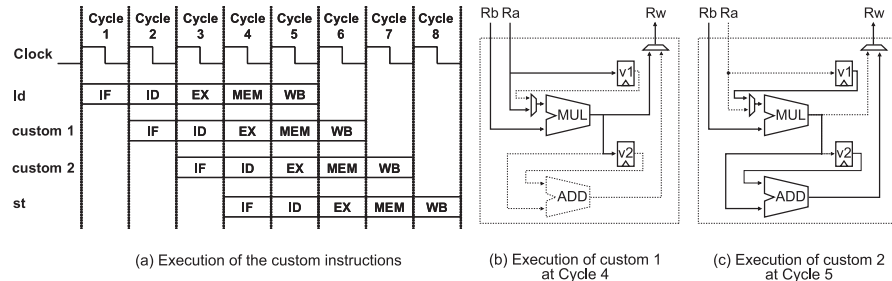 Cycle 1 Cycle 2 Cycle 3 Cycle 4 Cycle 5 Cycle 6 Cycle 7 Cycle 8
Clock
ld IF ID EX MEM WB
custom 1 IF ID EX MEM WB
custom 2 IF ID EX MEM WB
st IF ID EX MEM WB
(a) Execution of the custom instructions
Rb Ra Rw
v1
MUL
v2
ADD
(b) Execution of custom 1
at Cycle 4
Rb Ra Rw
v1
MUL
v2
ADD
(c) Execution of custom 2
at Cycle 5